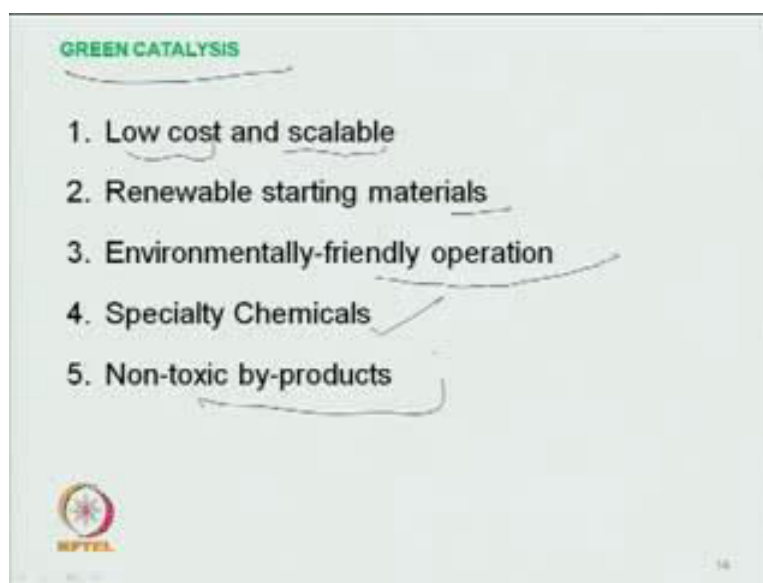 GREEN CATALYSIS
1. Low cost and scalable
2. Renewable starting materials
3. Environmentally-friendly operation
4. Specialty Chemicals
5. Non-toxic by-products
NPTEL